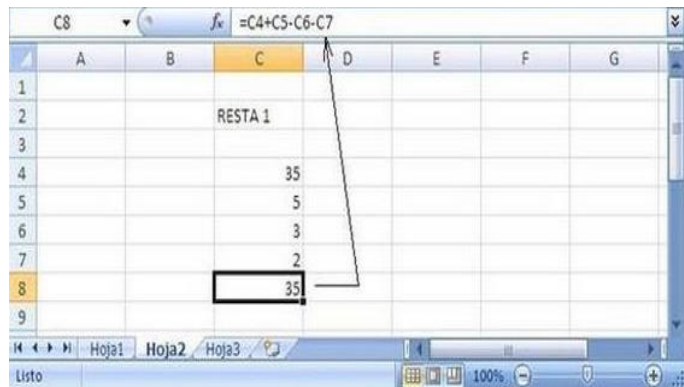 C8 fx =C4+C5-C6-C7
A B C D E F G
1
2 RESTA 1
3
4 35
5 5
6 3
7 2
8 35
9
Hoja1 Hoja2 Hoja3
Listo 100%